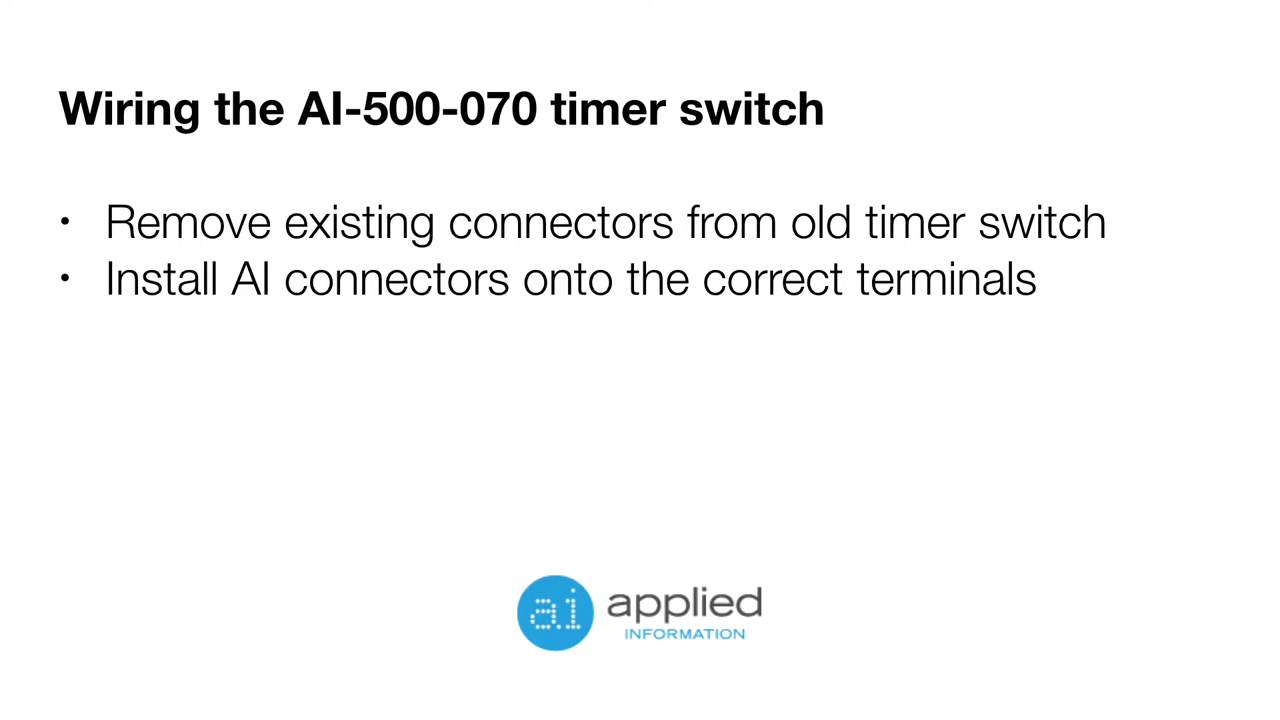 Wiring the AI-500-070 timer switch
• Remove existing connectors from old timer switch
• Install AI connectors onto the correct terminals
a.i applied
INFORMATION